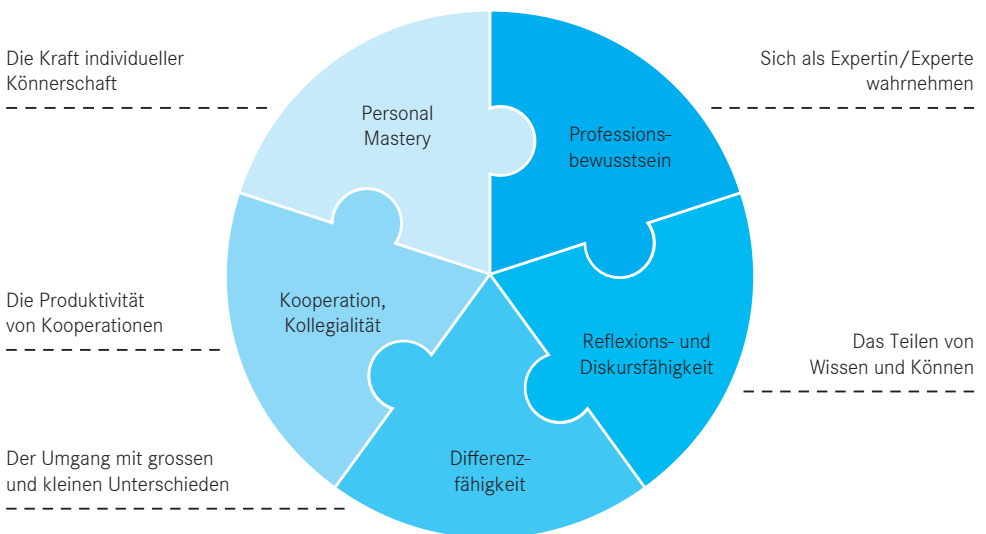 Die Kraft individueller
Könnerschaft
Personal
Mastery
Professions-
bewusstsein
Sich als Expertin/Experte
wahrnehmen
Die Produktivität
von Kooperationen
Kooperation,
Kollegialität
Reflexions- und
Diskursfähigkeit
Das Teilen von
Wissen und Können
Der Umgang mit grossen
und kleinen Unterschieden
Differenz-
fähigkeit